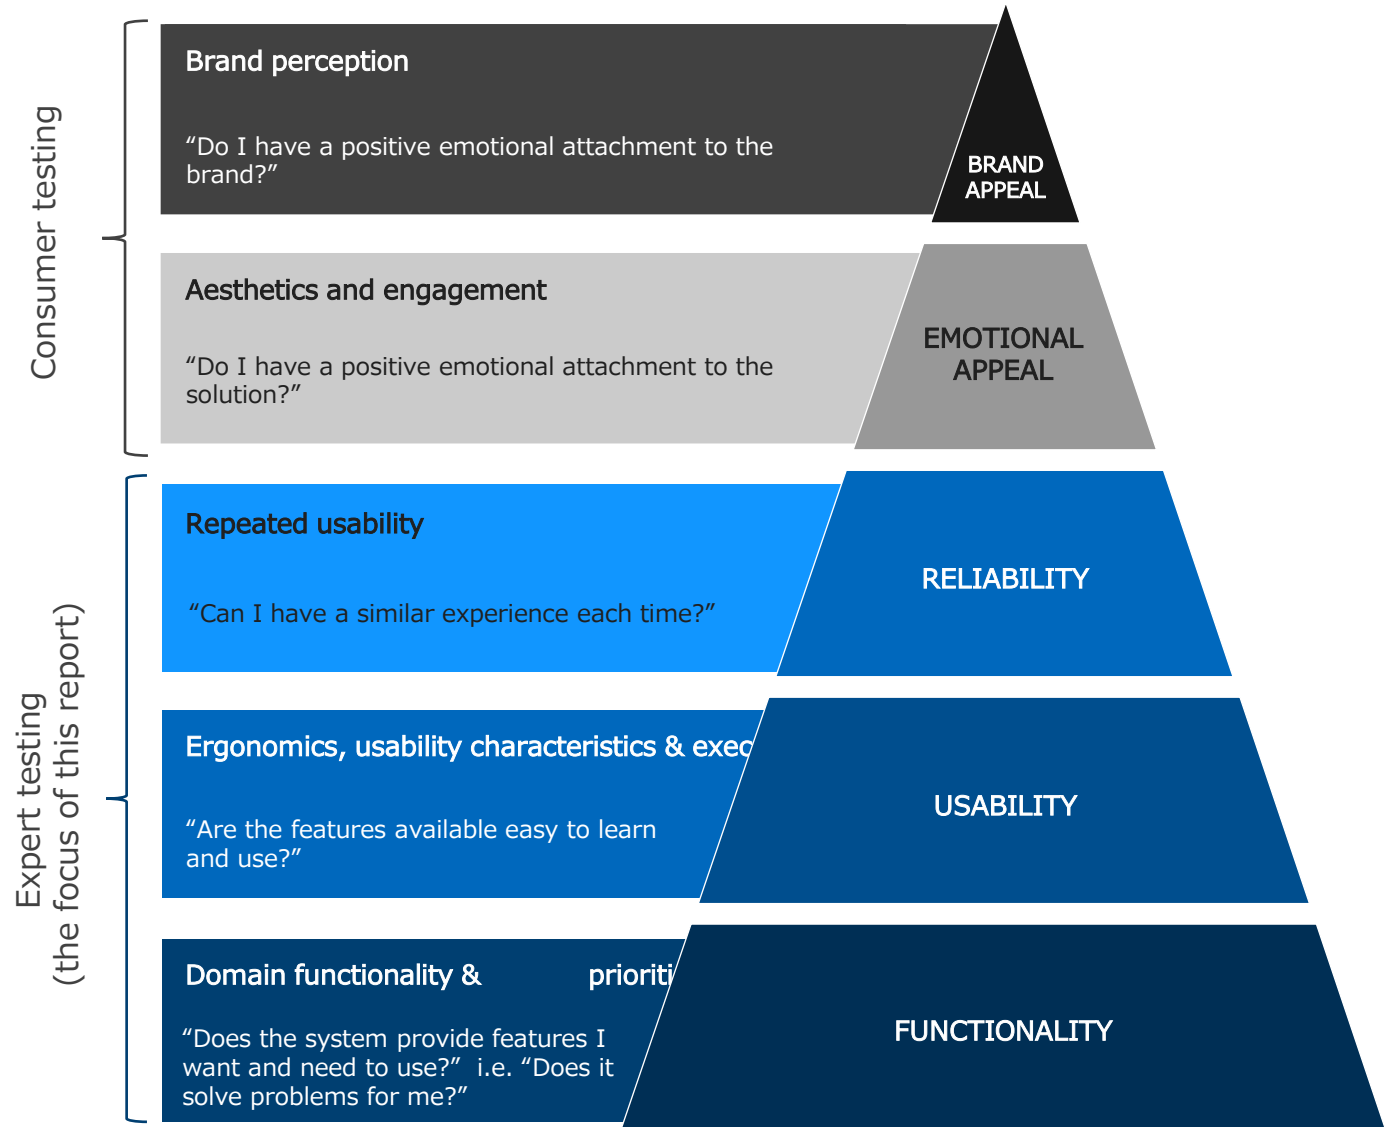 Consumer testing
Brand perception
“Do I have a positive emotional attachment to the
brand?”
BRAND
APPEAL
Aesthetics and engagement
“Do I have a positive emotional attachment to the
solution?”
EMOTIONAL
APPEAL
Expert testing
(the focus of this report)
Repeated usability
“Can I have a similar experience each time?”
RELIABILITY
Ergonomics, usability characteristics &
“Are the features available easy to learn
and use?”
USABILITY
Domain functionality &
“Does the system provide features I
want and need to use?” i.e. “Does it
solve problems for me?”
FUNCTIONALITY